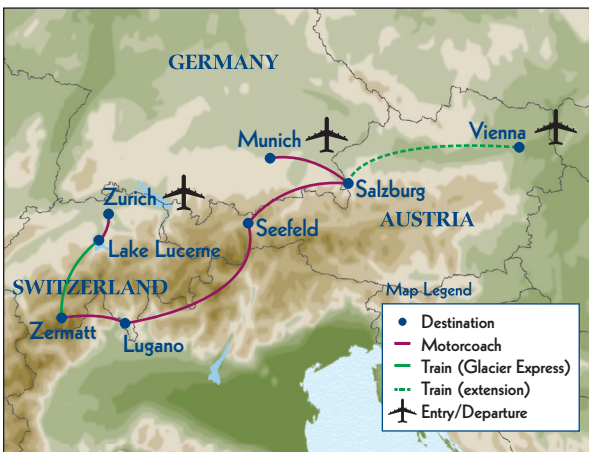 GERMANY
Munich
Vienna
Zurich
Salzburg
Seefeld
AUSTRIA
Lake Lucerne
SWITZERLAND
Zermatt
Lugano
Map Legend
Destination
Motorcoach
Train (Glacier Express)
Train (extension)
Entry/Departure